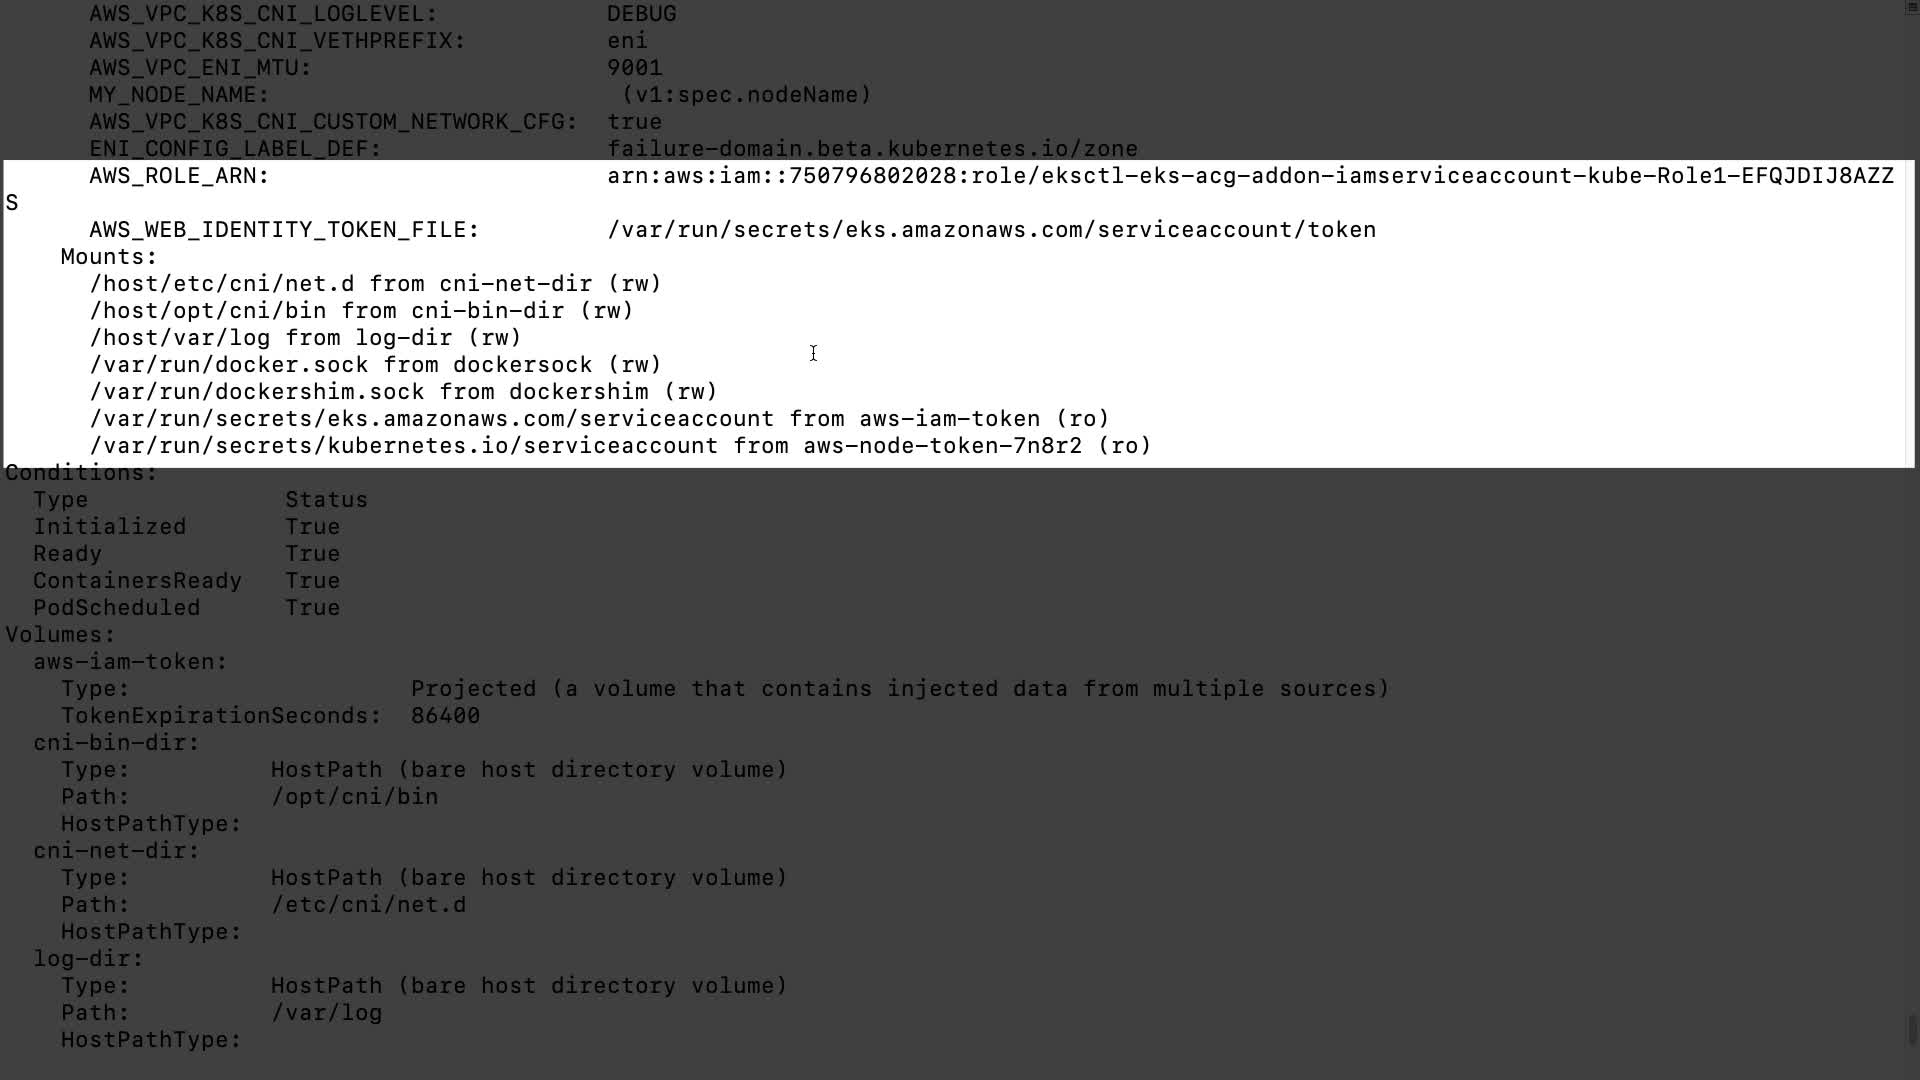 AWS_VPC_K8S_CNI_LOGLEVEL: DEBUG
AWS_VPC_K8S_CNI_VETHPREFIX: eni
AWS_VPC_ENI_MTU: 9001
MY_NODE_NAME: (v1:spec.nodeName)
AWS_VPC_K8S_CNI_CUSTOM_NETWORK_CFG: true
ENI_CONFIG_LABEL_DEF: failure-domain.beta.kubernetes.io/zone
AWS_ROLE_ARN: arn:aws:iam::750796802028:role/eksctl-eks-acg-addon-iamserviceaccount-kube-Role1-EFQJDIJ8AZZ
S
AWS_WEB_IDENTITY_TOKEN_FILE: /var/run/secrets/eks.amazonaws.com/serviceaccount/token
Mounts:
/host/etc/cni/net.d from cni-net-dir (rw)
/host/opt/cni/bin from cni-bin-dir (rw)
/host/var/log from log-dir (rw)
/var/run/docker.sock from dockersock (rw)
/var/run/dockershim.sock from dockershim (rw)
/var/run/secrets/eks.amazonaws.com/serviceaccount from aws-iam-token (ro)
/var/run/secrets/kubernetes.io/serviceaccount from aws-node-token-7n8r2 (ro)
Conditions:
Type Status
Initialized True
Ready True
ContainersReady True
PodScheduled True
Volumes:
aws-iam-token:
Type: Projected (a volume that contains injected data from multiple sources)
TokenExpirationSeconds: 86400
cni-bin-dir:
Type: HostPath (bare host directory volume)
Path: /opt/cni/bin
HostPathType:
cni-net-dir:
Type: HostPath (bare host directory volume)
Path: /etc/cni/net.d
HostPathType:
log-dir:
Type: HostPath (bare host directory volume)
Path: /var/log
HostPathType: